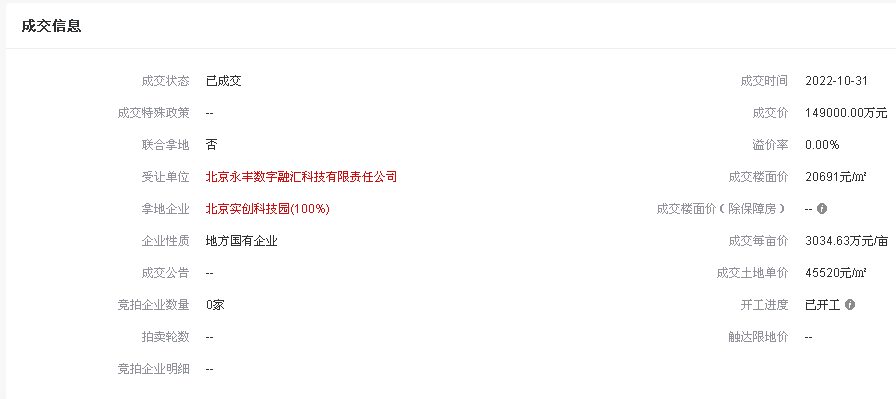 成交信息
成交状态 已成交 成交时间 2022-10-31
成交特殊政策 -- 成交价 149000.00万元
联合拿地 否 溢价率 0.00%
受让单位 北京永丰数字融汇科技有限责任公司 成交楼面价 20691元/㎡
拿地企业 北京实创科技园(100%) 成交楼面价（除保障房） --
企业性质 地方国有企业 成交每亩价 3034.63万元/亩
成交公告 -- 成交土地单价 45520元/㎡
竞拍企业数量 0家 开工进度 已开工
拍卖轮数 -- 触达限地价 --
竞拍企业明细 --